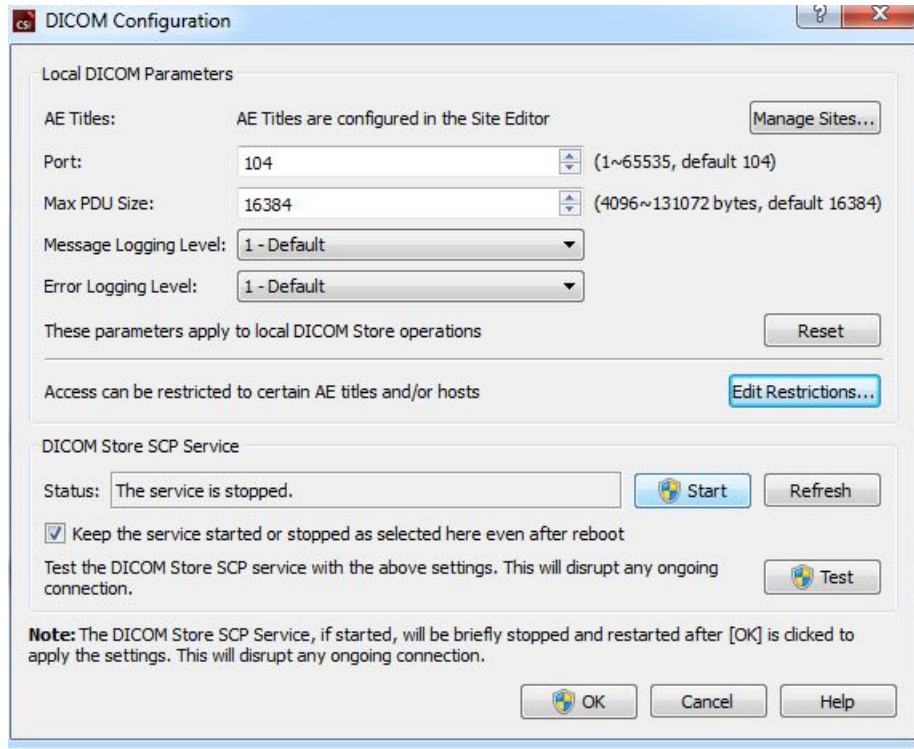 CSi DICOM Configuration ? X
Local DICOM Parameters
AE Titles: AE Titles are configured in the Site Editor Manage Sites...
Port: 104 (1~65535, default 104)
Max PDU Size: 16384 (4096~131072 bytes, default 16384)
Message Logging Level: 1 - Default
Error Logging Level: 1 - Default
These parameters apply to local DICOM Store operations Reset
Access can be restricted to certain AE titles and/or hosts Edit Restrictions...
DICOM Store SCP Service
Status: The service is stopped. Start Refresh
Keep the service started or stopped as selected here even after reboot
Test the DICOM Store SCP service with the above settings. This will disrupt any ongoing
connection. Test
Note: The DICOM Store SCP Service, if started, will be briefly stopped and restarted after [OK] is clicked to
apply the settings. This will disrupt any ongoing connection.
OK Cancel Help